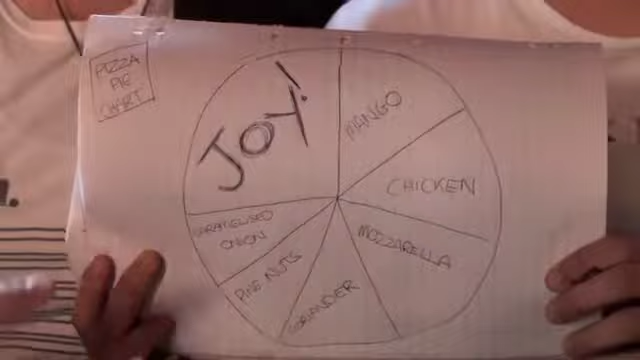 PIZZA
PIE
CHART
JOY!
MANGO
CHICKEN
MOZZARELLA
CORIANDER
PINE NUTS
CARAMELISED
ONION